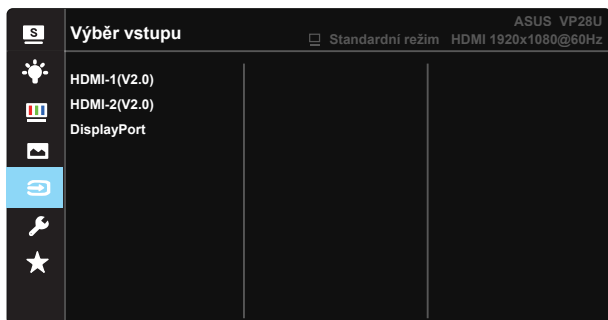 S
Výběr vstupu
ASUS VP28U
Standardní režim HDMI 1920x1080@60Hz
HDMI-1(V2.0)
HDMI-2(V2.0)
DisplayPort